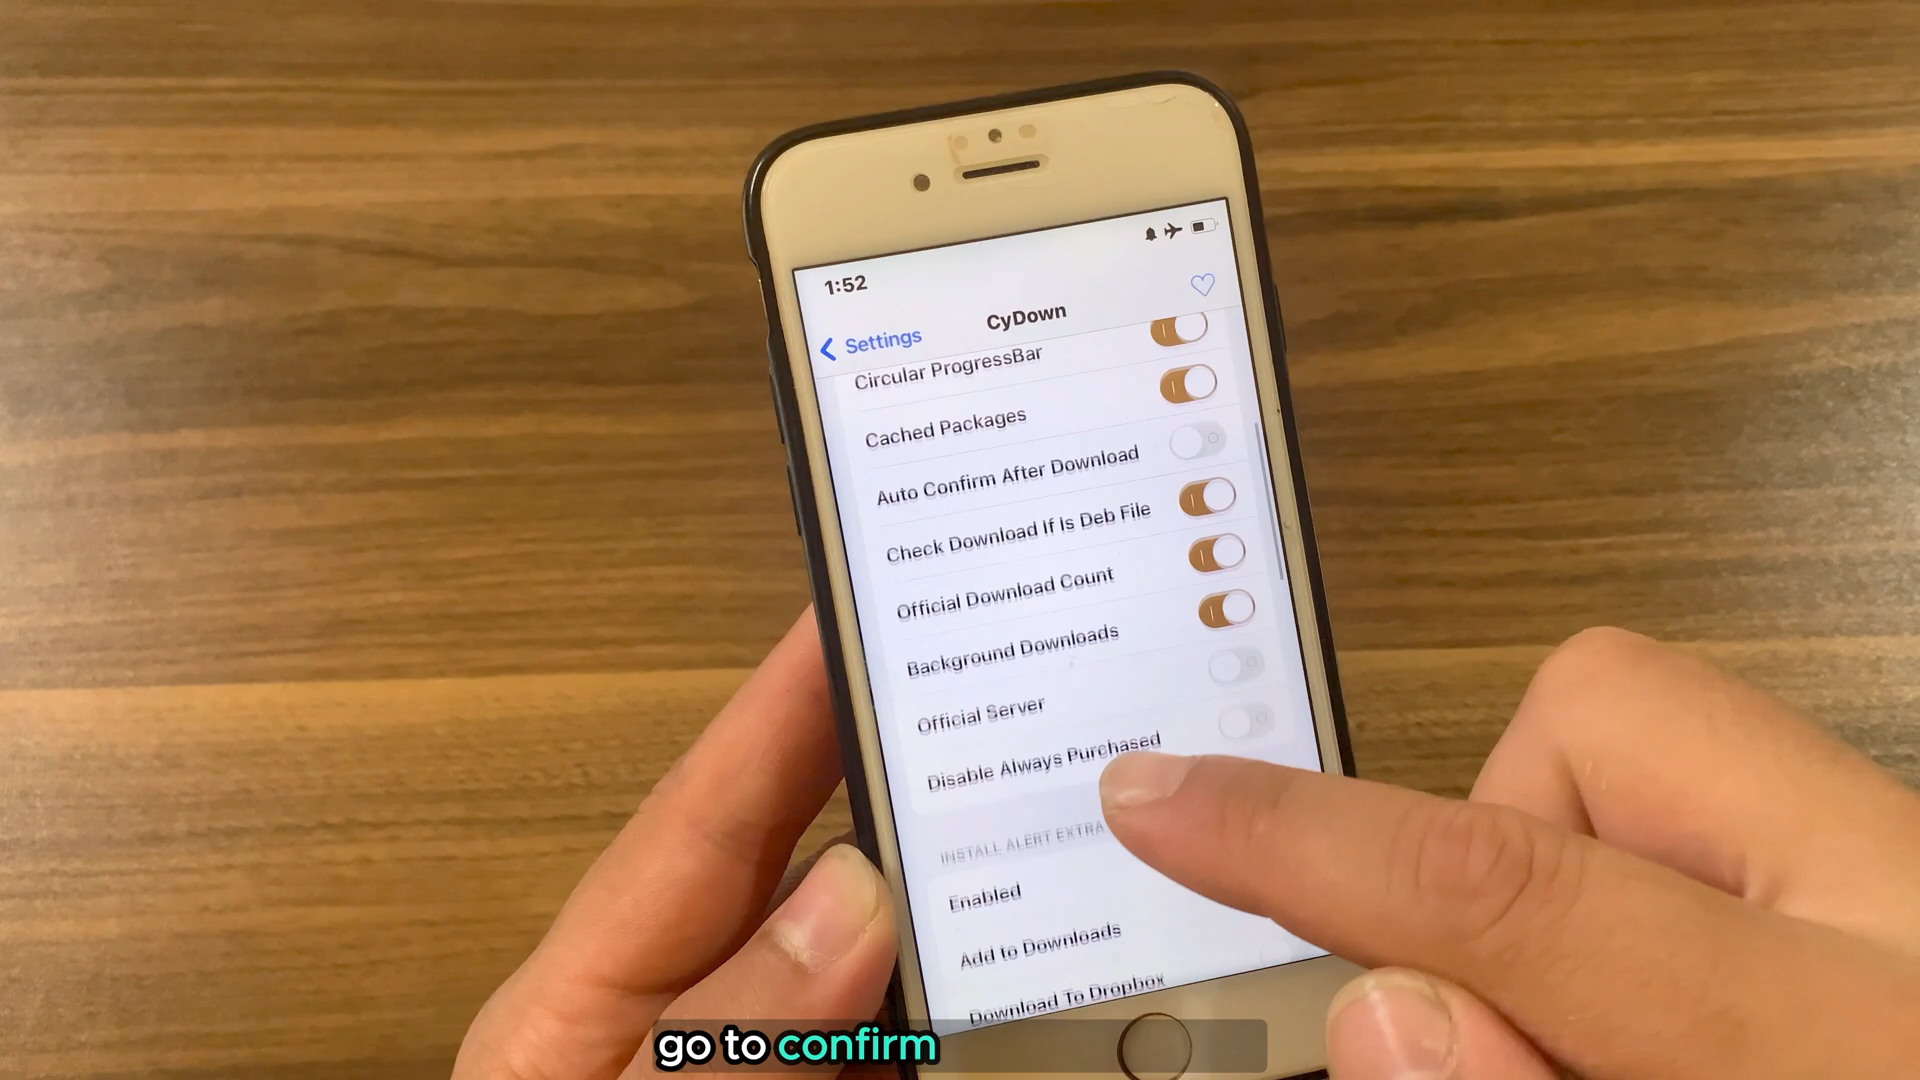 1:52
Settings
CyDown
Circular ProgressBar
Cached Packages
Auto Confirm After Download
Check Download If Is Deb File
Official Download Count
Background Downloads
Official Server
Disable Always Purchased
INSTALL ALERT EXTRA
Enabled
Add to Downloads
Download To Dropbox
go to confirm